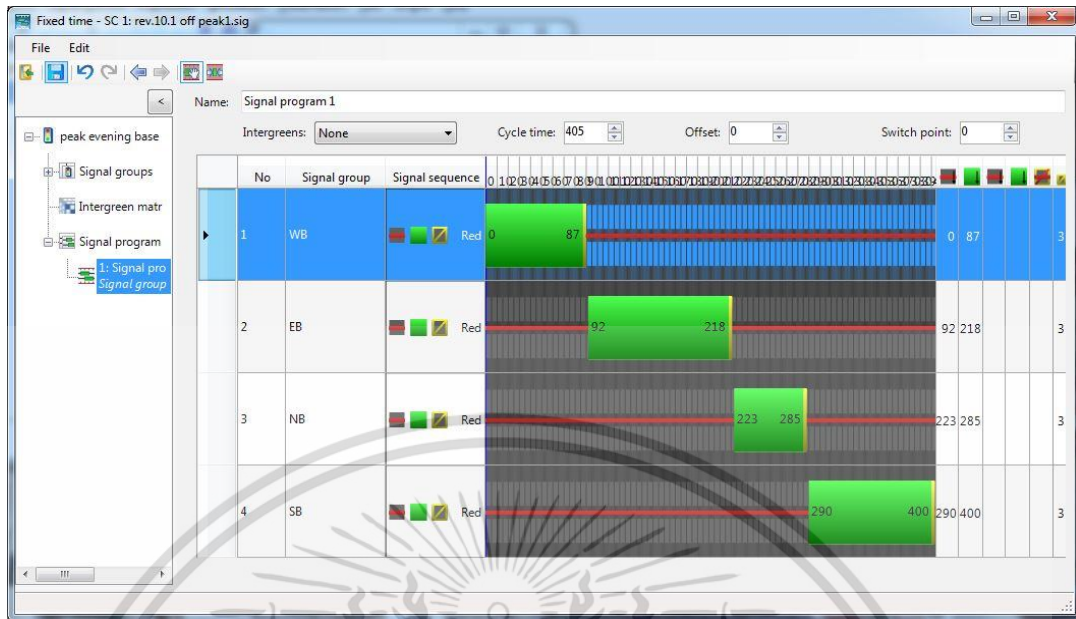 Fixed time - SC 1: rev.10.1 off peak1.sig
File Edit
< Name: Signal program 1
peak evening base
Intergreens: None Cycle time: 405 Offset: 0 Switch point: 0
Signal groups
Intergreen matr
Signal program
1: Signal pro
Signal group
No Signal group Signal sequence
1 WB Red 0 87 0 87 3
2 EB Red 92 218 92 218 3
3 NB Red 223 285 223 285 3
4 SB Red 290 400 290 400 3